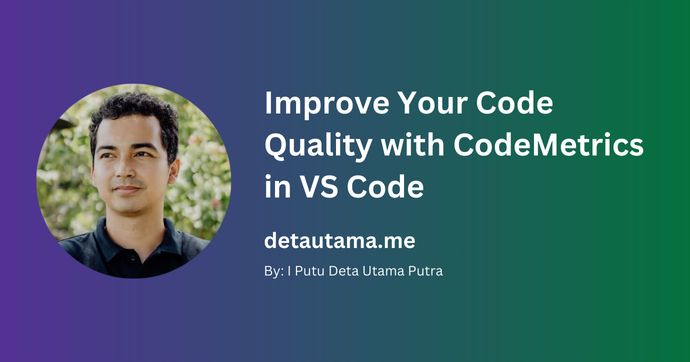 Improve Your Code
Quality with CodeMetrics
in VS Code
detautama.me
By: I Putu Deta Utama Putra